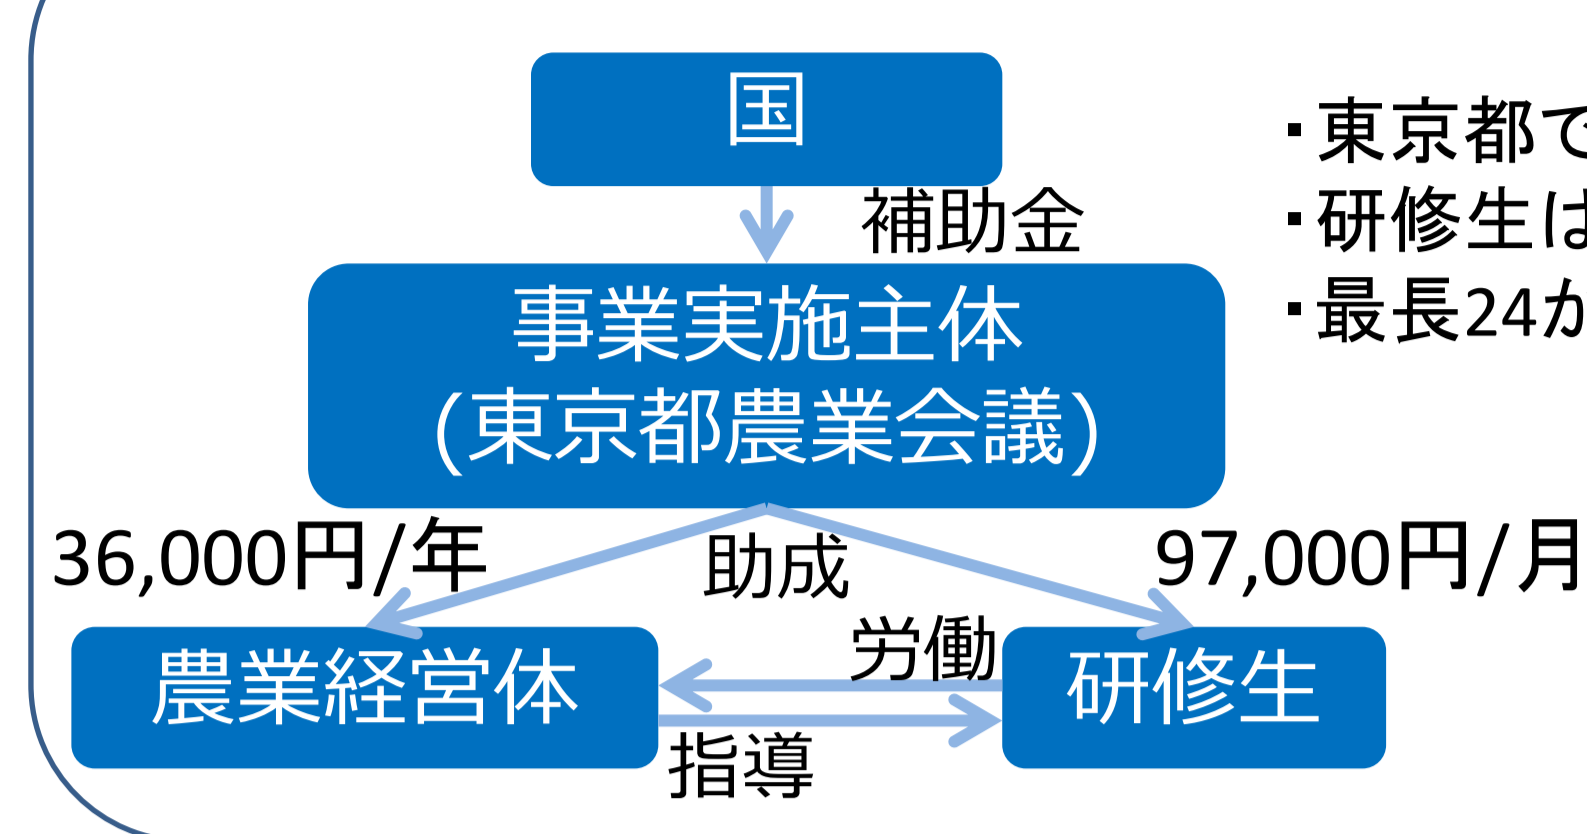 国
補助金
・東京都で
・研修生は
・最長24か
事業実施主体
(東京都農業会議)
36,000円/年
助成
97,000円/月
労働
農業経営体
研修生
指導